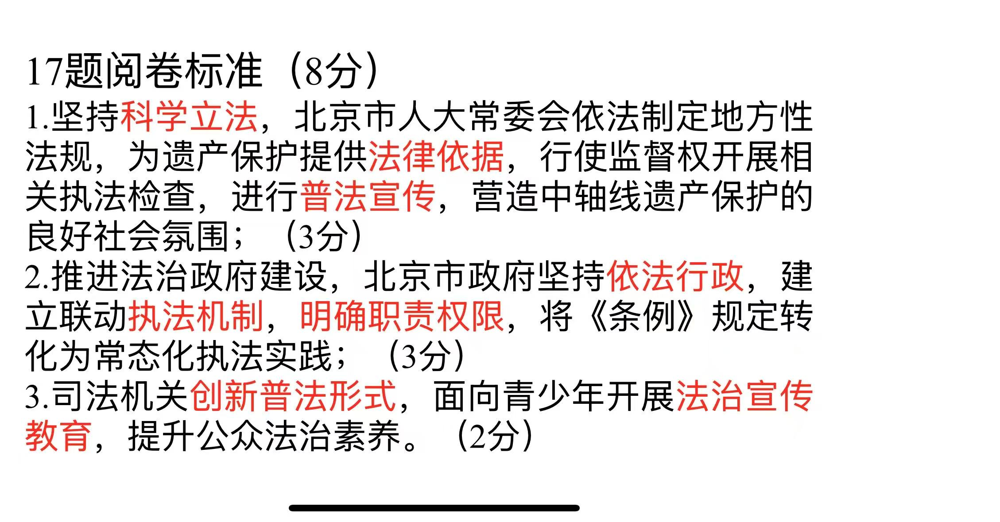 17题阅卷标准（8分）
1.坚持科学立法，北京市人大常委会依法制定地方性
法规，为遗产保护提供法律依据，行使监督权开展相
关执法检查，进行普法宣传，营造中轴线遗产保护的
良好社会氛围；（3分）
2.推进法治政府建设，北京市政府坚持依法行政，建
立联动执法机制，明确职责权限，将《条例》规定转
化为常态化执法实践；（3分）
3.司法机关创新普法形式，面向青少年开展法治宣传
教育，提升公众法治素养。（2分）